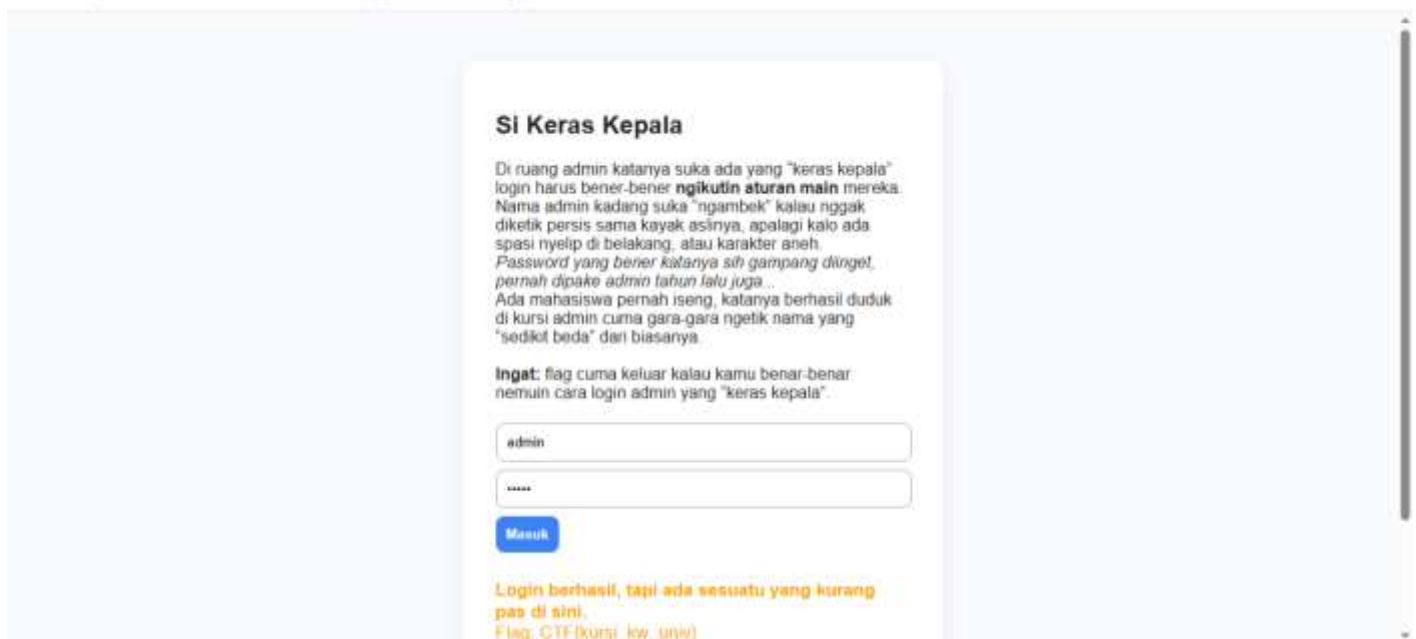 Si Keras Kepala
Di ruang admin katanya suka ada yang "keras kepala"
login harus bener-bener ngikutin aturan main mereka.
Nama admin kadang suka "ngambek" kalau nggak
diketik persis sama kayak aslinya, apalagi kalo ada
spasi nyelip di belakang, atau karakter aneh.
Password yang bener katanya sih gampang diinget,
pernah dipake admin tahun lalu juga...
Ada mahasiswa pernah iseng, katanya berhasil duduk
di kursi admin cuma gara-gara ngetik nama yang
"sedikit beda" dari biasanya.
Ingat: flag cuma keluar kalau kamu benar-benar
nemuin cara login admin yang "keras kepala".
admin
•••••
Masuk
Login berhasil, tapi ada sesuatu yang kurang
pas di sini.
Flag: CTF{kursi_kw_univ}